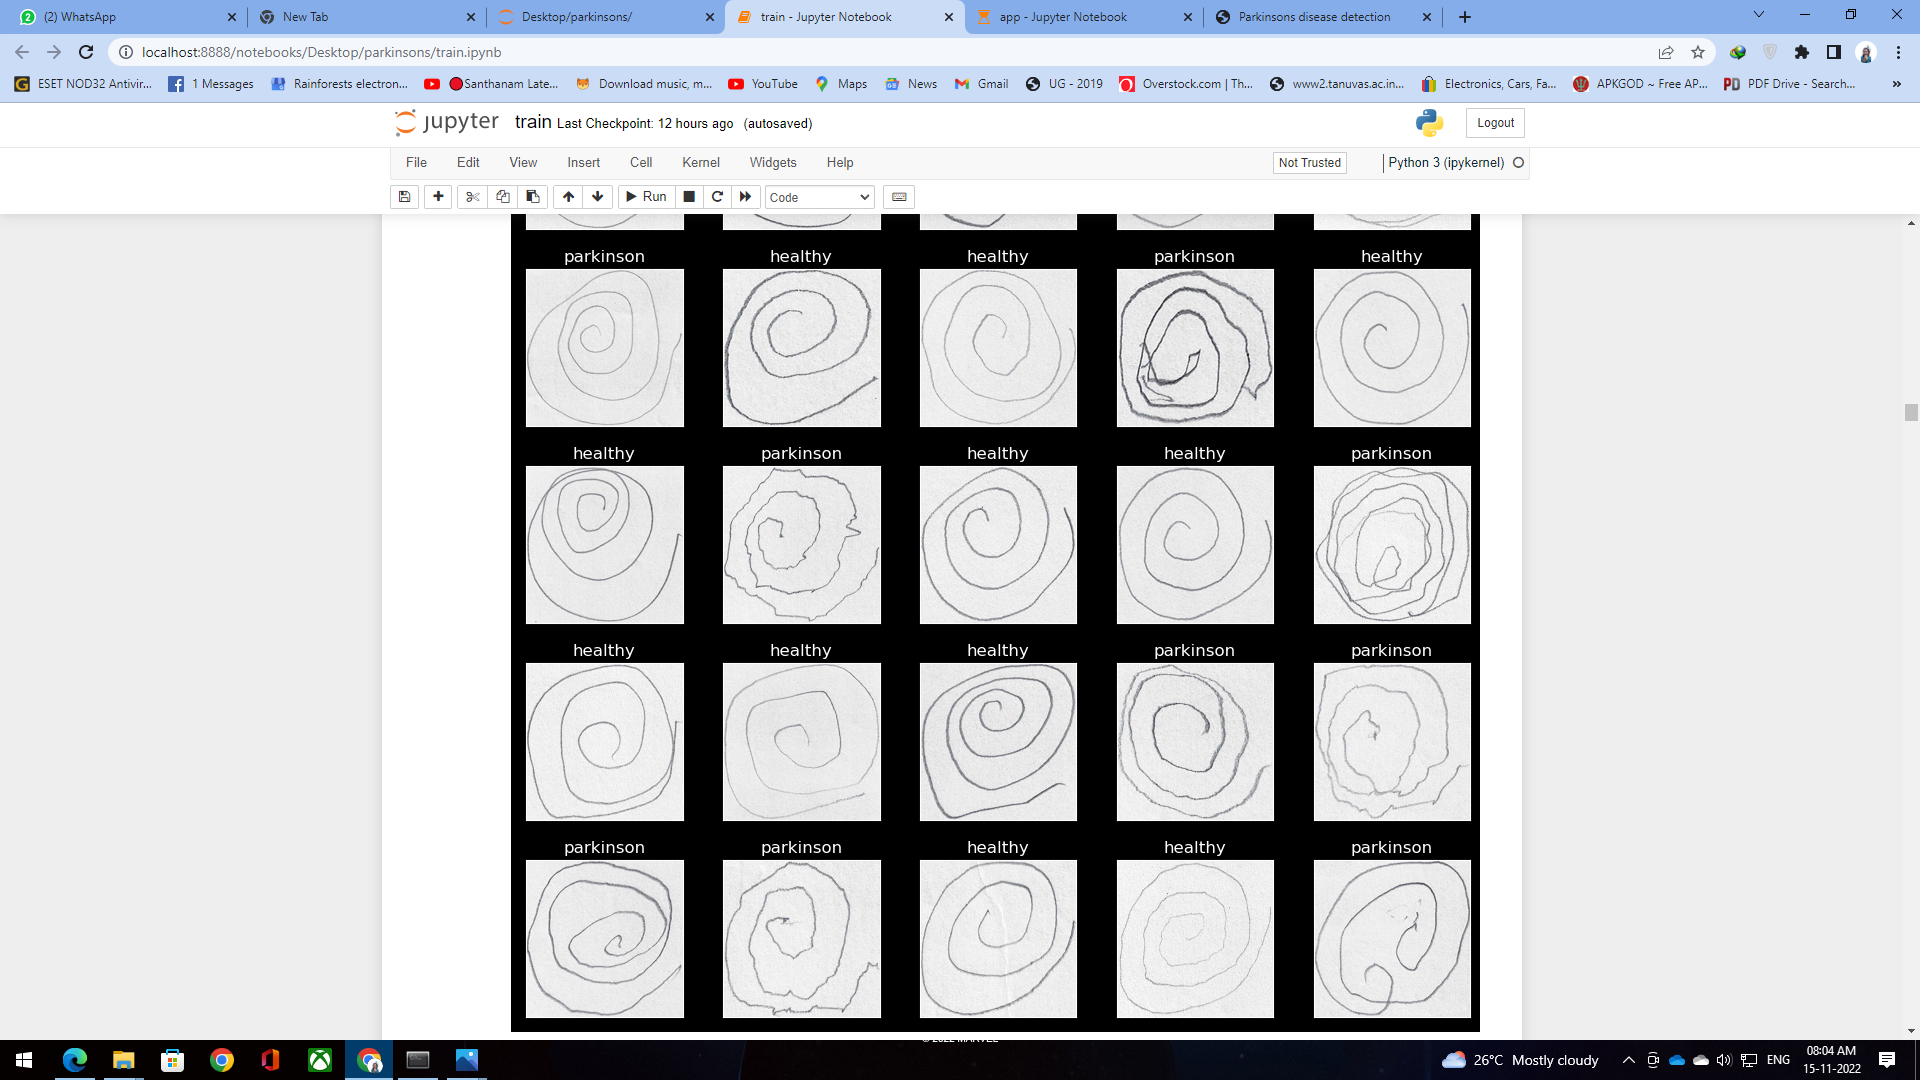 (2) WhatsApp New Tab Desktop/parkinsons/ train - Jupyter Notebook app - Jupyter Notebook Parkinsons disease detection
localhost:8888/notebooks/Desktop/parkinsons/train.ipynb
ESET NOD32 Antivir... 1 Messages Rainforests electron... Santhanam Late... Download music, m... YouTube Maps News Gmail UG - 2019 Overstock.com | Th... www2.tanuvas.ac.in... Electronics, Cars, Fa... APKGOD ~ Free AP... PDF Drive - Search... »
jupyter train Last Checkpoint: 12 hours ago (autosaved) Logout
File Edit View Insert Cell Kernel Widgets Help Not Trusted Python 3 (ipykernel)
Run Code
parkinson healthy healthy parkinson healthy
healthy parkinson healthy healthy parkinson
healthy healthy healthy parkinson parkinson
parkinson parkinson healthy healthy parkinson
© 2022 MARVEL
26°C Mostly cloudy ENG 08:04 AM
15-11-2022